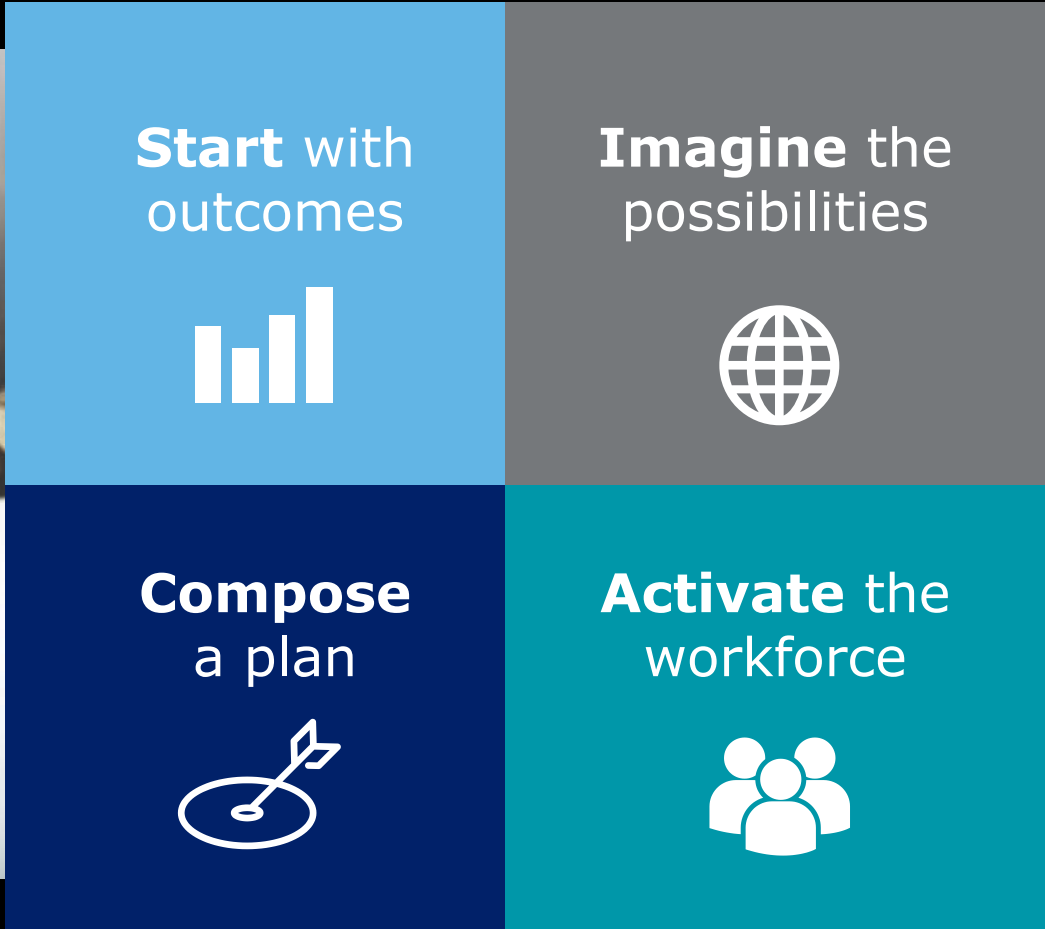 Start with
outcomes
Imagine the
possibilities
Compose
a plan
Activate the
workforce